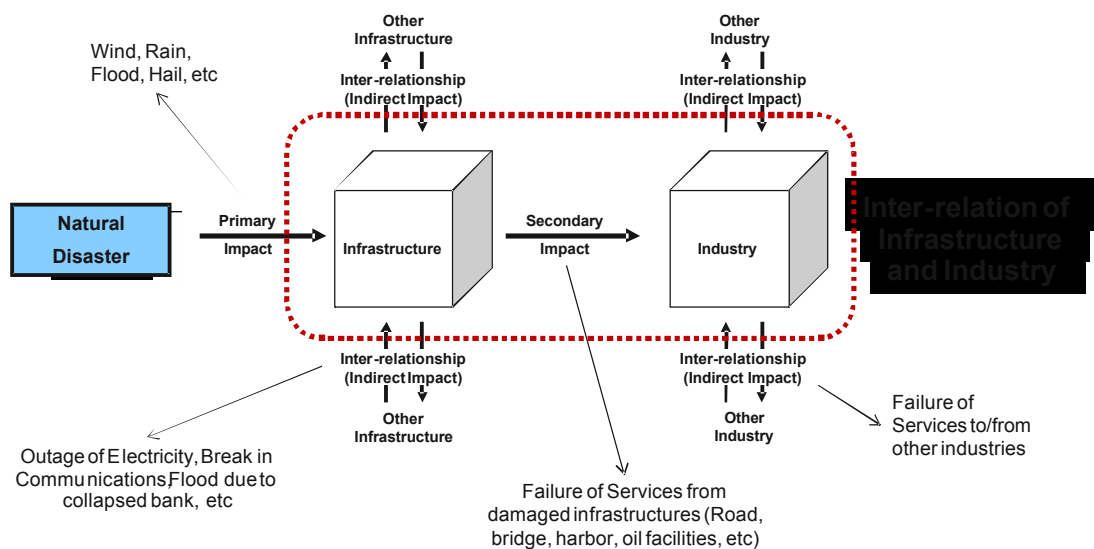 Other
Infrastructure
Inter-relationship
(Indirect Impact)
Other
Industry
Inter-relationship
(Indirect Impact)
Wind, Rain,
Flood, Hail, etc
Natural
Disaster
Primary
Impact
Infrastructure
Secondary
Impact
Industry
Inter-relation of
Infrastructure
and Industry
Inter-relationship
(Indirect Impact)
Other
Infrastructure
Inter-relationship
(Indirect Impact)
Other
Industry
Outage of Electricity, Break in
Communications,Flood due to
collapsed bank, etc
Failure of Services from
damaged infrastructures (Road,
bridge, harbor, oil facilities, etc)
Failure of
Services to/from
other industries